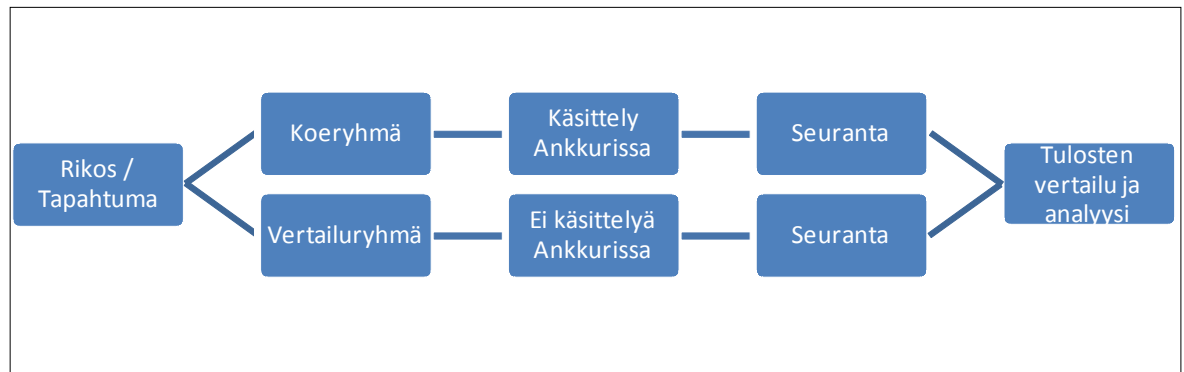 Rikos /
Tapahtuma
Koeryhmä
Käsittely
Ankkurissa
Seuranta
Vertailuryhmä
Ei käsittelyä
Ankkurissa
Seuranta
Tulosten
vertailu ja
analyysi